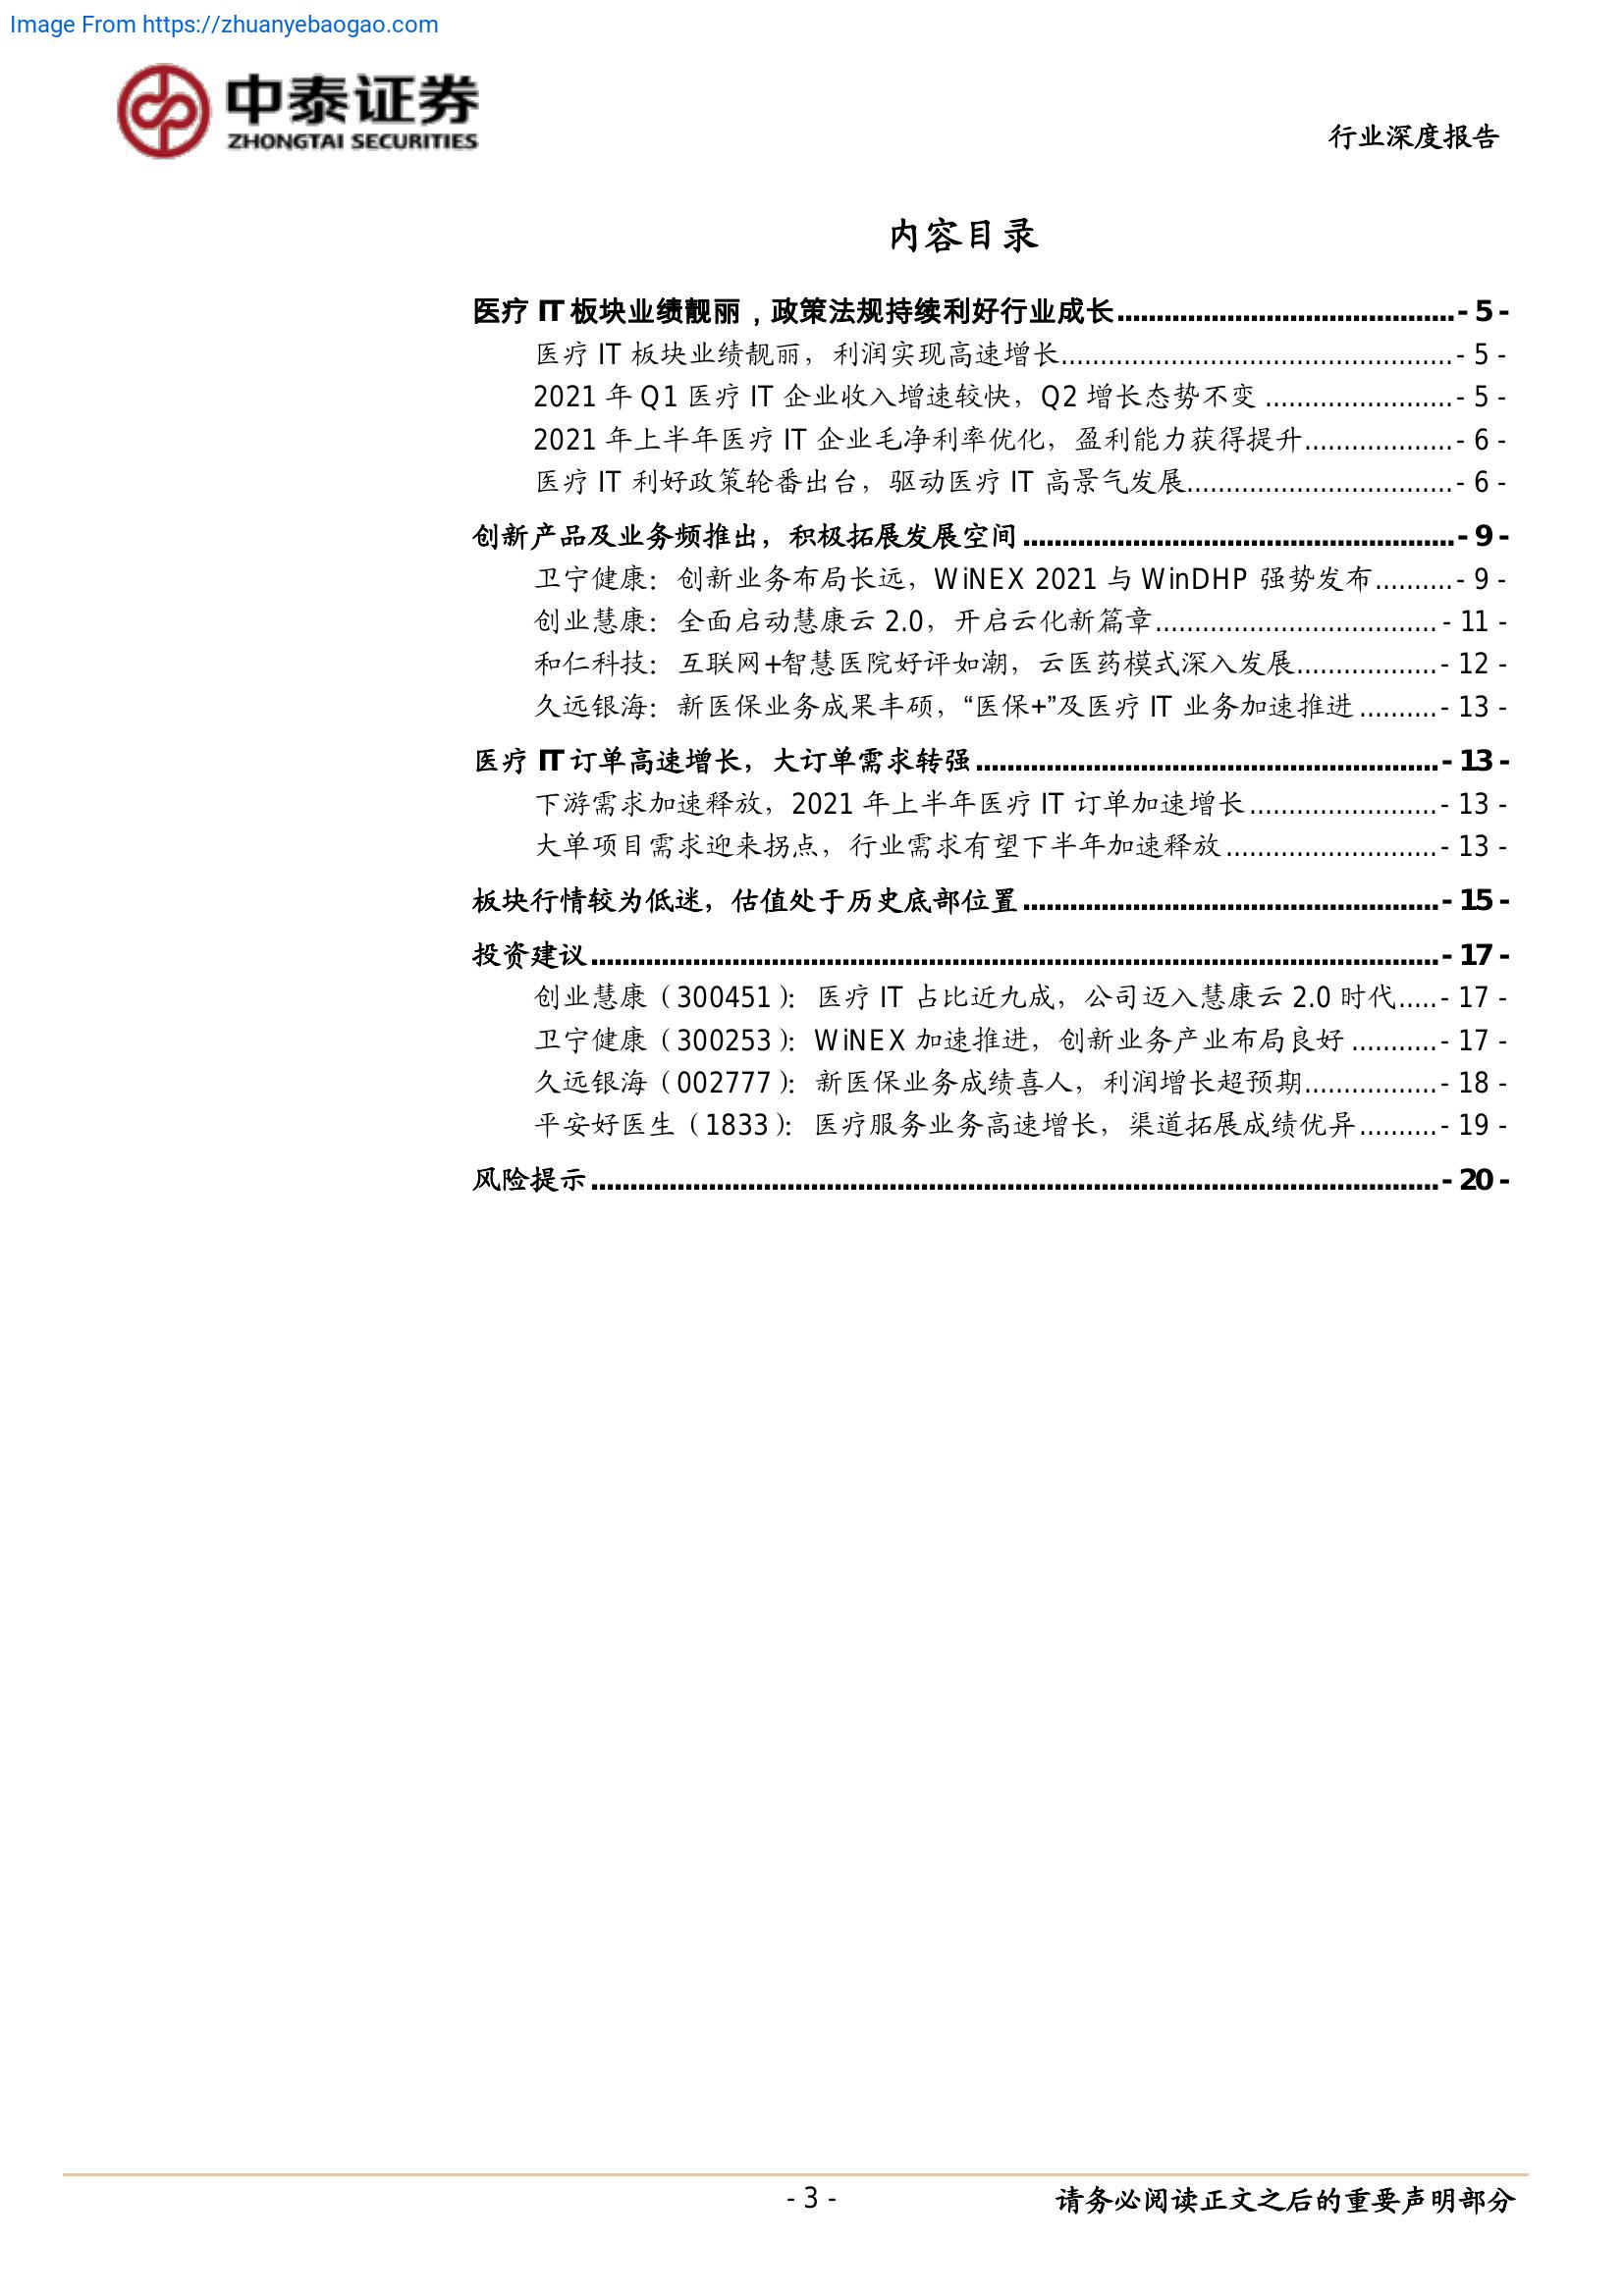 Image From https://zhuanyebaogao.com
中泰证券
ZHONGTAI SECURITIES
行业深度报告
内容目录
医疗 IT 板块业绩靓丽，政策法规持续利好行业成长...........................................- 5 -
医疗 IT 板块业绩靓丽，利润实现高速增长..................................................- 5 -
2021 年 Q1 医疗 IT 企业收入增速较快，Q2 增长态势不变 ........................- 5 -
2021 年上半年医疗 IT 企业毛净利率优化，盈利能力获得提升...................- 6 -
医疗 IT 利好政策轮番出台，驱动医疗 IT 高景气发展..................................- 6 -
创新产品及业务频推出，积极拓展发展空间 .......................................................- 9 -
卫宁健康：创新业务布局长远，WiNEX 2021 与 WinDHP 强势发布..........- 9 -
创业慧康：全面启动慧康云 2.0，开启云化新篇章....................................- 11 -
和仁科技：互联网+智慧医院好评如潮，云医药模式深入发展..................- 12 -
久远银海：新医保业务成果丰硕，“医保+”及医疗 IT 业务加速推进 ..........- 13 -
医疗 IT 订单高速增长，大订单需求转强 ...........................................................- 13 -
下游需求加速释放，2021 年上半年医疗 IT 订单加速增长 ........................- 13 -
大单项目需求迎来拐点，行业需求有望下半年加速释放...........................- 13 -
板块行情较为低迷，估值处于历史底部位置.....................................................- 15 -
投资建议............................................................................................................- 17 -
创业慧康（300451）：医疗 IT 占比近九成，公司迈入慧康云 2.0 时代.....- 17 -
卫宁健康（300253）：WiNEX 加速推进，创新业务产业布局良好 ...........- 17 -
久远银海（002777）：新医保业务成绩喜人，利润增长超预期.................- 18 -
平安好医生（1833）：医疗服务业务高速增长，渠道拓展成绩优异..........- 19 -
风险提示............................................................................................................- 20 -
- 3 -
请务必阅读正文之后的重要声明部分